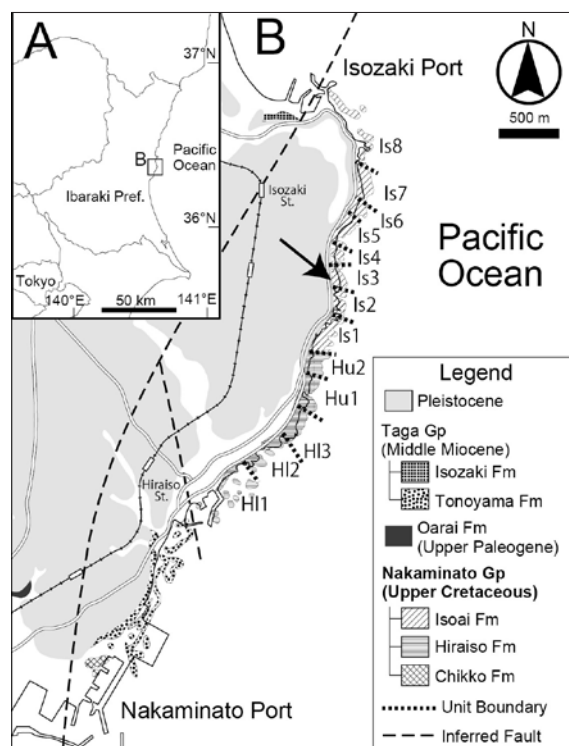 A
37°N
B
Pacific
Ocean
Ibaraki Pref.
36°N
Tokyo
140°E
50 km
141°E
B
Isozaki Port
N
500 m
Isozaki
St.
Is8
Is7
Is6
Is5
Is4
Is3
Is2
Is1
Pacific
Ocean
Hu2
Hu1
Hl3
Hl2
Hl1
Hiraiso
St.
Nakaminato Port
Legend
Pleistocene
Taga Gp
(Middle Miocene)
Isozaki Fm
Tonoyama Fm
Oarai Fm
(Upper Paleogene)
Nakaminato Gp
(Upper Cretaceous)
Isoai Fm
Hiraiso Fm
Chikko Fm
Unit Boundary
Inferred Fault